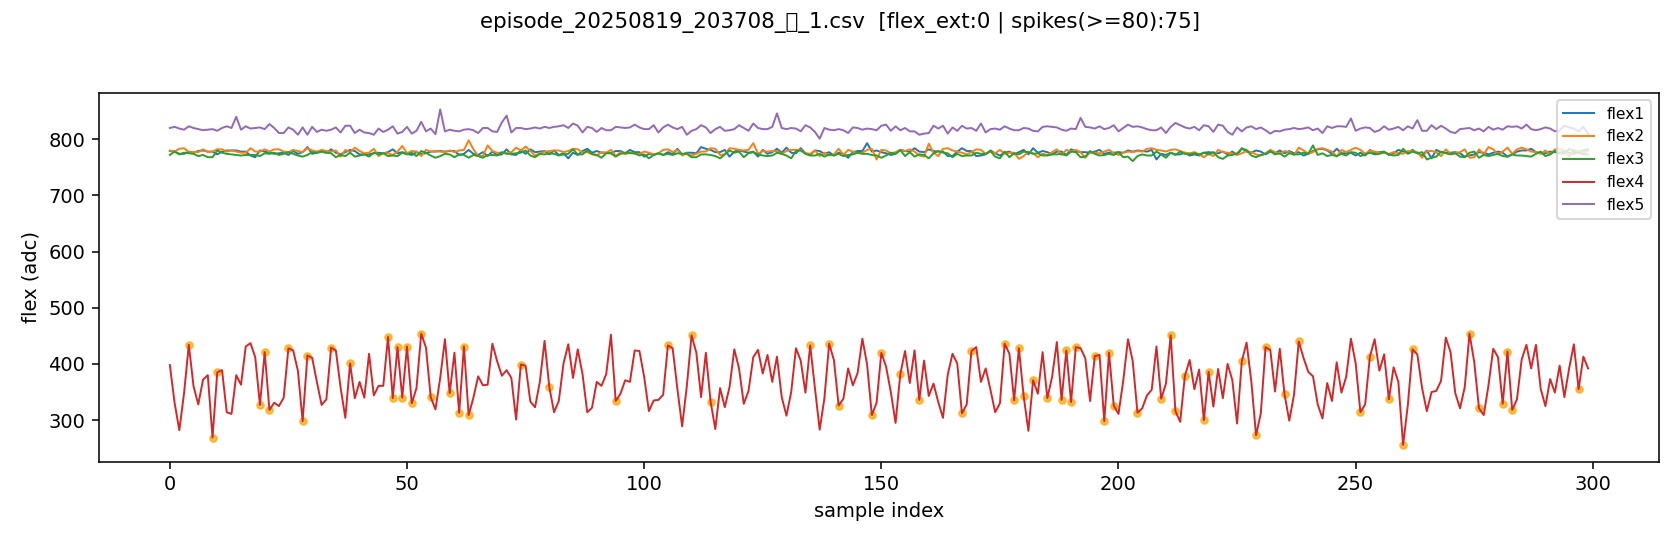 episode_20250819_203708_▯_1.csv [flex_ext:0 | spikes(>=80):75]
flex (adc)
800
700
600
500
400
300
0
50
100
150
200
250
300
sample index
flex1
flex2
flex3
flex4
flex5